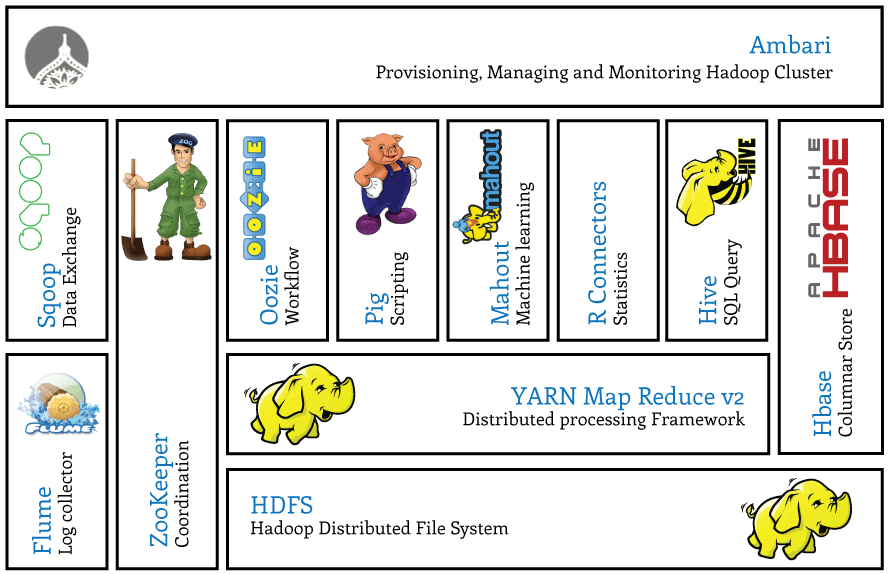 Ambari
Provisioning, Managing and Monitoring Hadoop Cluster
sqoop
Sqoop
Data Exchange
ZOO
ZooKeeper
Coordination
OOZIE
Oozie
Workflow
Pig
Scripting
mahout
Mahout
Machine learning
R Connectors
Statistics
HIVE
Hive
SQL Query
APACHE
HBASE
Hbase
Columnar Store
FLUME
Flume
Log collector
YARN Map Reduce v2
Distributed processing Framework
HDFS
Hadoop Distributed File System